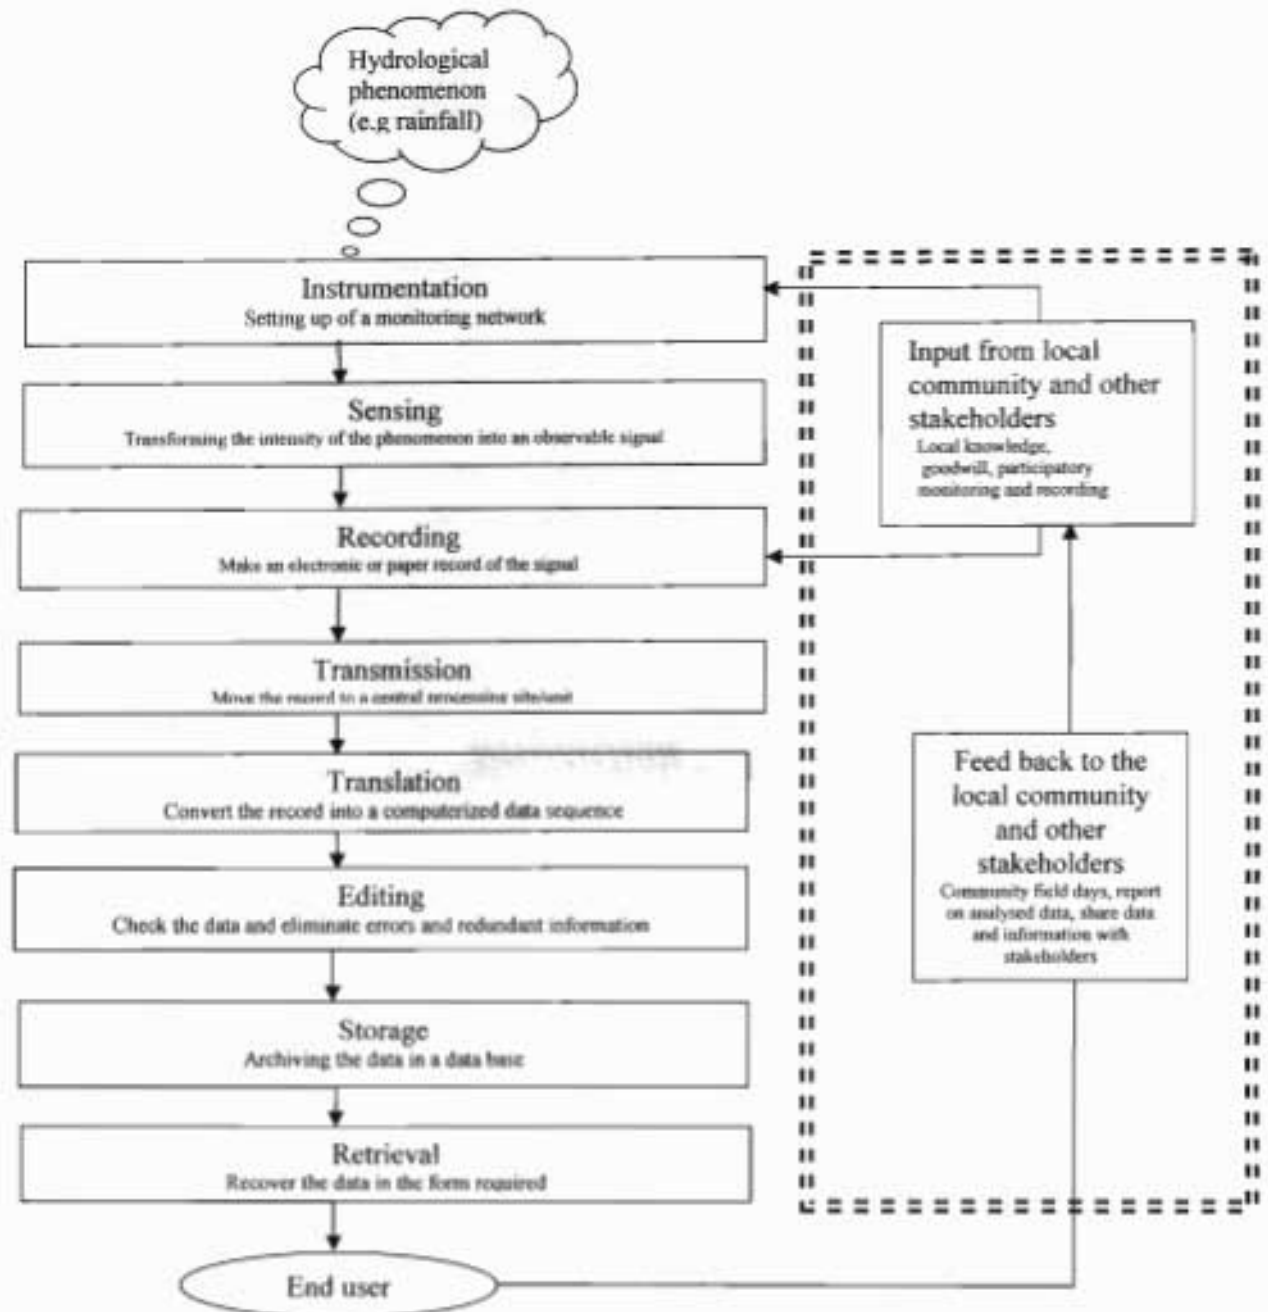 Hydrological
phenomenon
(e.g rainfall)
Instrumentation
Setting up of a monitoring network
Sensing
Transforming the intensity of the phenomenon into an observable signal
Recording
Make an electronic or paper record of the signal
Transmission
Move the record to a central processing site/unit
Translation
Convert the record into a computerized data sequence
Editing
Check the data and eliminate errors and redundant information
Storage
Archiving the data in a data base
Retrieval
Recover the data in the form required
End user
Input from local
community and other
stakeholders
Local knowledge,
goodwill, participatory
monitoring and recording
Feed back to the
local community
and other
stakeholders
Community field days, report
on analysed data, share data
and information with
stakeholders